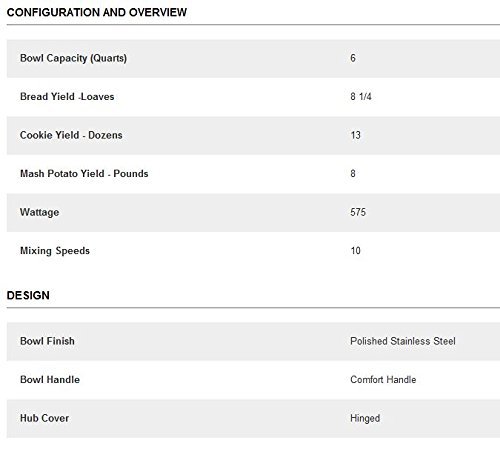 CONFIGURATION AND OVERVIEW
Bowl Capacity (Quarts) 6
Bread Yield -Loaves 8 1/4
Cookie Yield - Dozens 13
Mash Potato Yield - Pounds 8
Wattage 575
Mixing Speeds 10
DESIGN
Bowl Finish Polished Stainless Steel
Bowl Handle Comfort Handle
Hub Cover Hinged